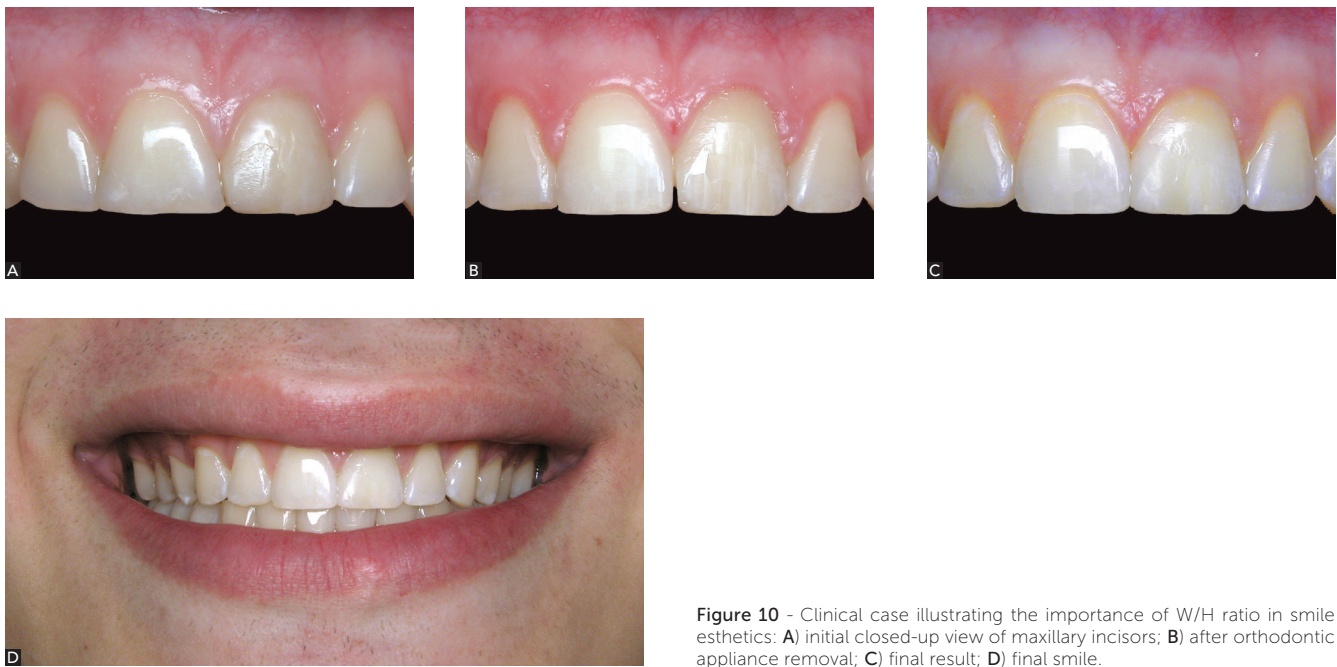 A
B
C
D
Figure 10 - Clinical case illustrating the importance of W/H ratio in smile
esthetics: A) initial closed-up view of maxillary incisors; B) after orthodontic
appliance removal; C) final result; D) final smile.